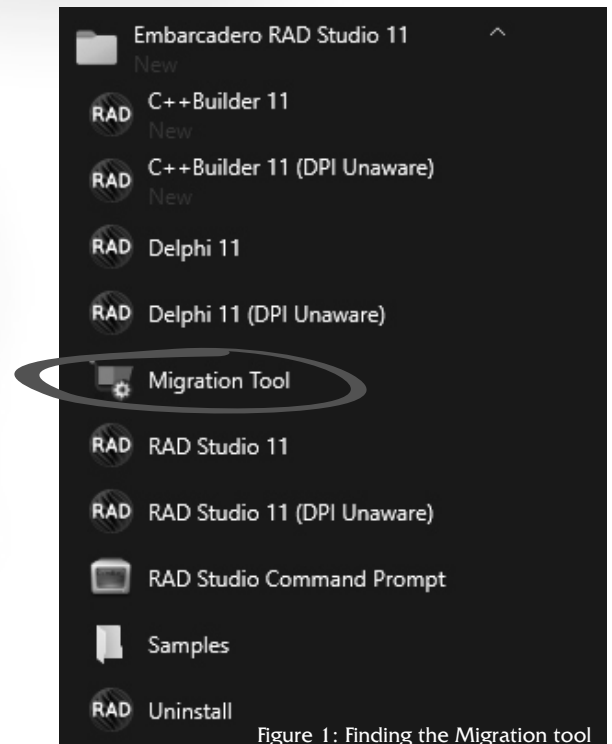 Embarcadero RAD Studio 11
New
RAD C++Builder 11
New
RAD C++Builder 11 (DPI Unaware)
New
RAD Delphi 11
RAD Delphi 11 (DPI Unaware)
Migration Tool
RAD RAD Studio 11
RAD RAD Studio 11 (DPI Unaware)
RAD Studio Command Prompt
Samples
RAD Uninstall
Figure 1: Finding the Migration tool